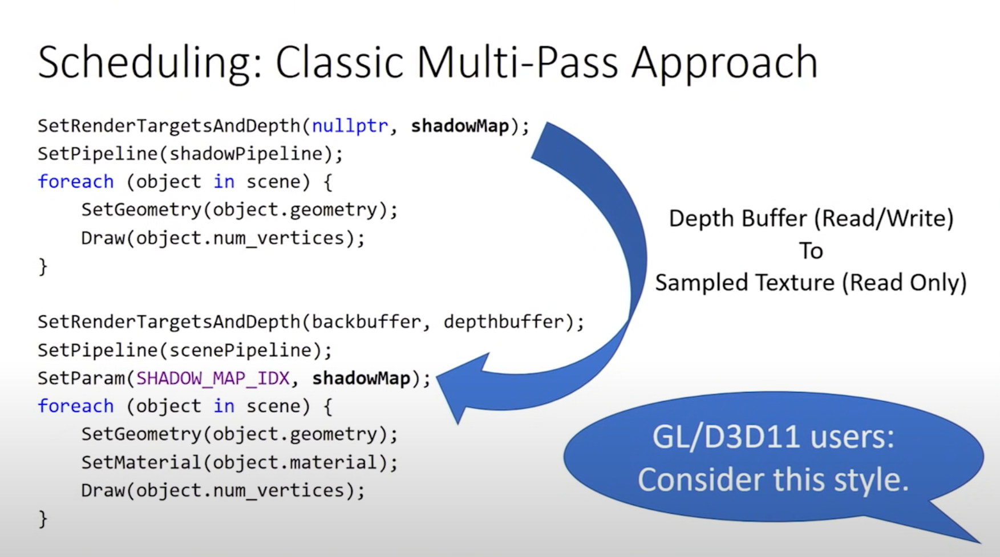 Scheduling: Classic Multi-Pass Approach
SetRenderTargetsAndDepth(nullptr, shadowMap);
SetPipeline(shadowPipeline);
foreach (object in scene) {
    SetGeometry(object.geometry);
    Draw(object.num_vertices);
}
SetRenderTargetsAndDepth(backbuffer, depthbuffer);
SetPipeline(scenePipeline);
SetParam(SHADOW_MAP_IDX, shadowMap);
foreach (object in scene) {
    SetGeometry(object.geometry);
    SetMaterial(object.material);
    Draw(object.num_vertices);
}
Depth Buffer (Read/Write)
To
Sampled Texture (Read Only)
GL/D3D11 users:
Consider this style.